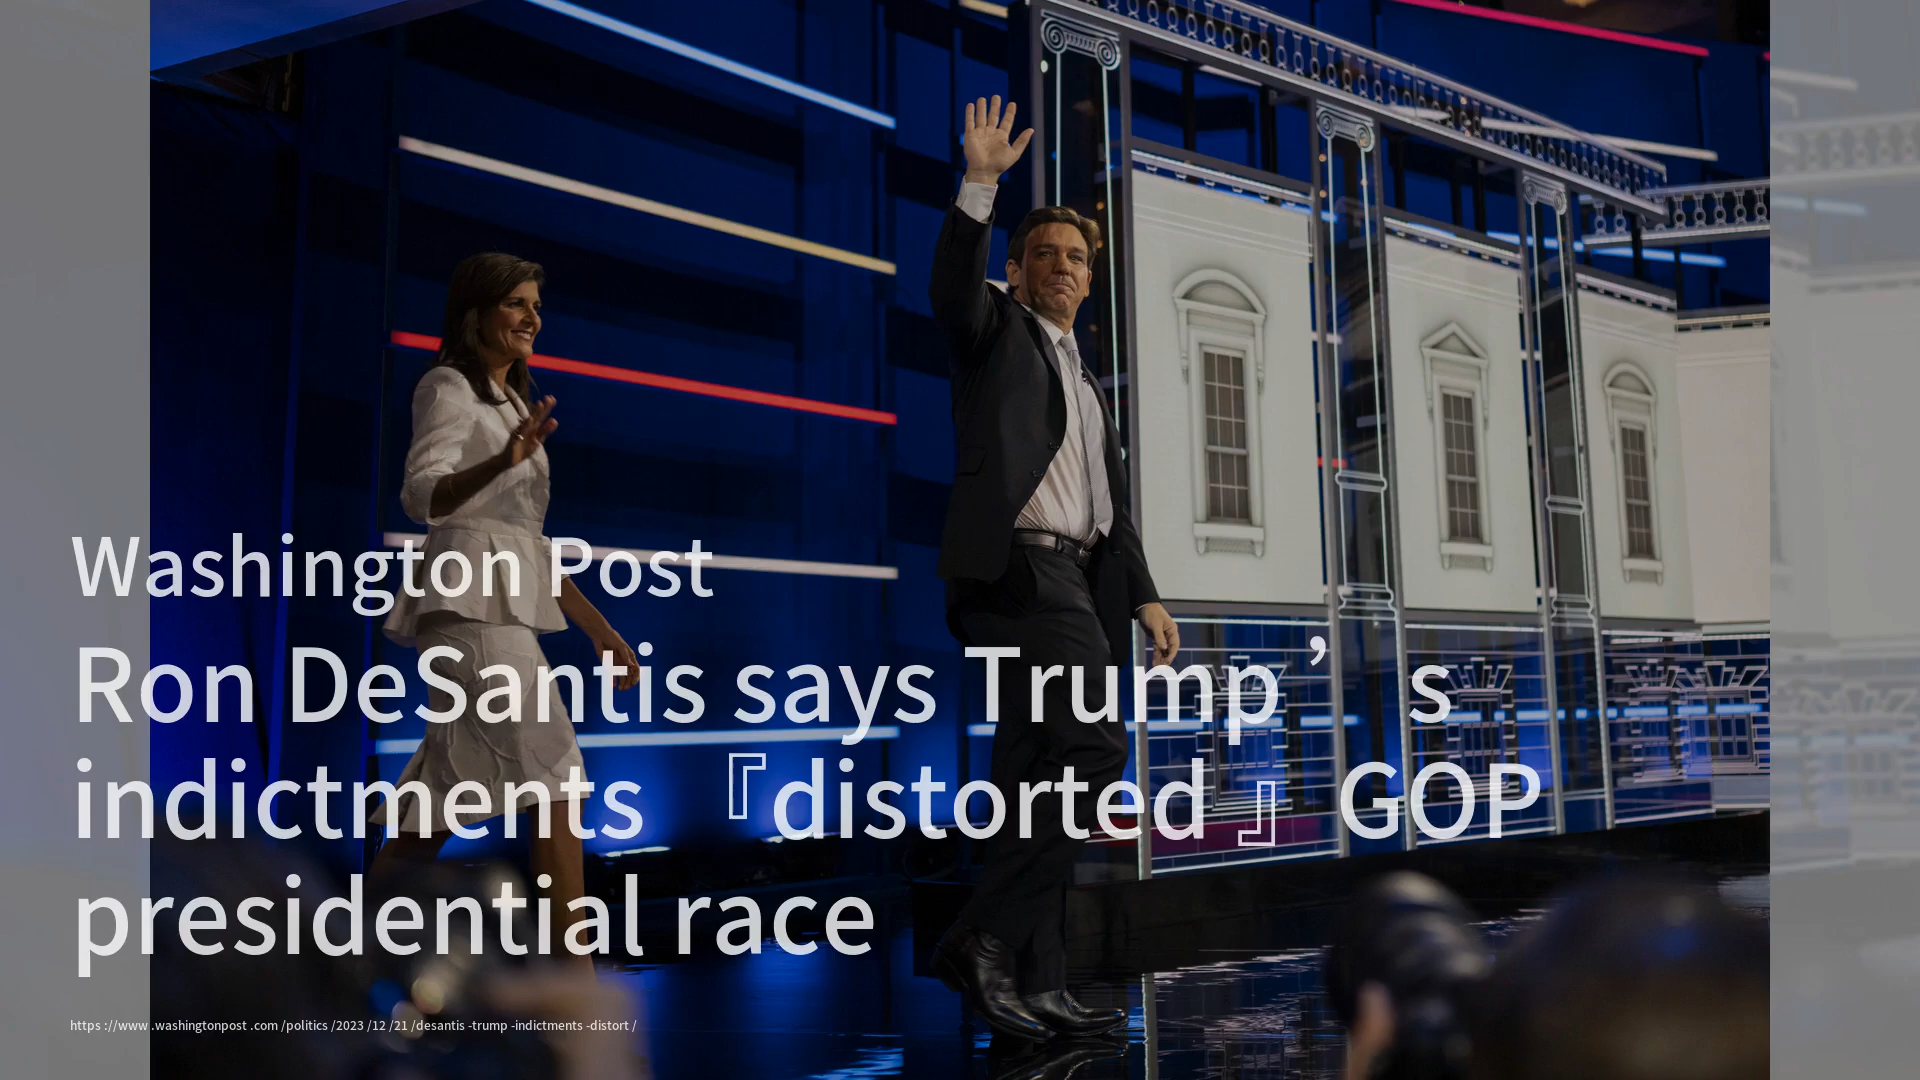 Washington Post
Ron DeSantis says Trump’s
indictments 『distorted』GOP
presidential race
https://www.washingtonpost.com/politics/2023/12/21/desantis-trump-indictments-distort/